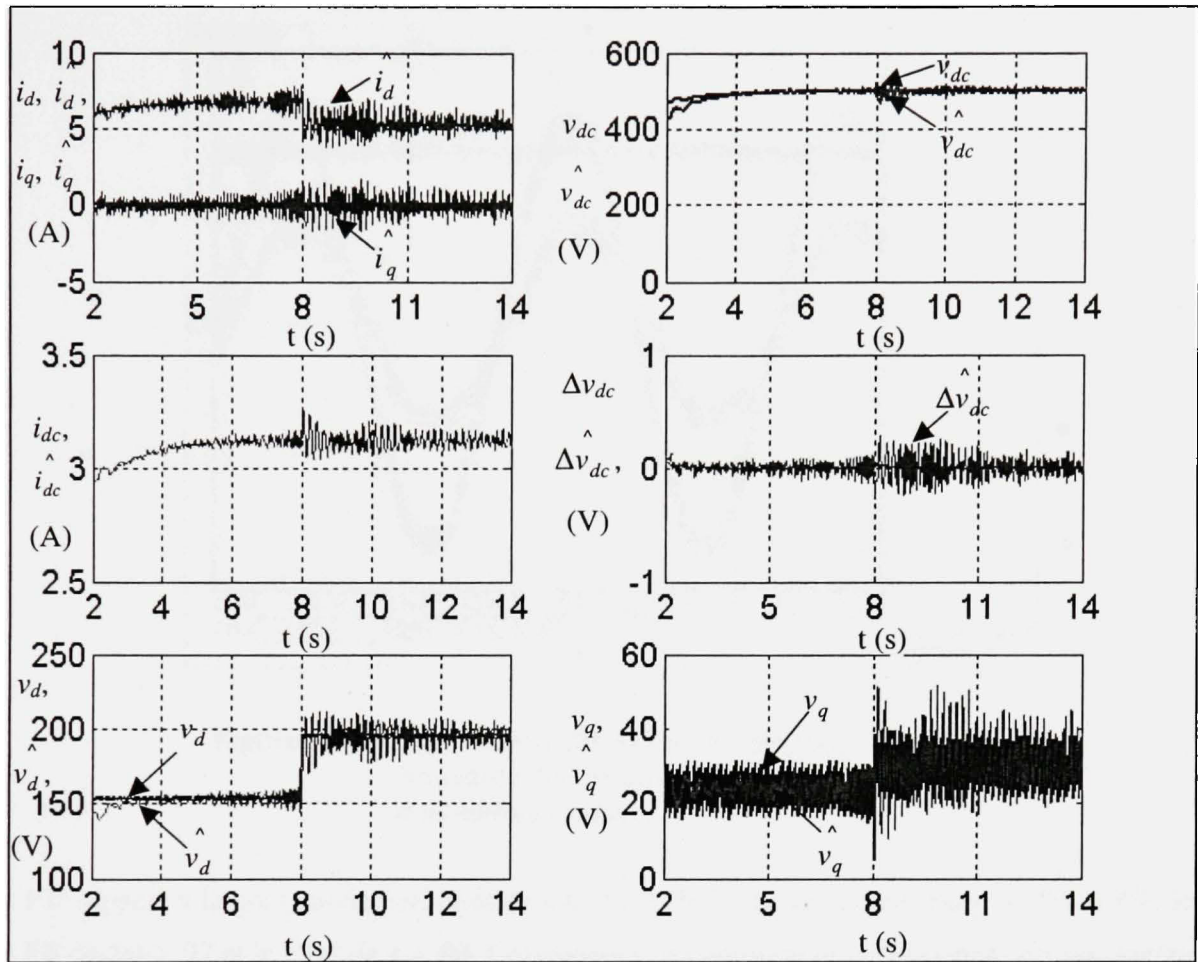 10
i_d, î_d,
5
i_q, î_q
0
(A)
-5
î_d
î_q
2 5 8 11 14
t (s)
600
v_dc
400
v̂_dc
200
(V)
0
v_dc
v̂_dc
2 4 6 8 10 12 14
t (s)
3.5
i_dc,
3
î_dc
(A)
2.5
2 4 6 8 10 12 14
t (s)
1
Δv_dc
Δv̂_dc,
0
(V)
-1
Δv̂_dc
2 5 8 11 14
t (s)
250
v_d,
200
v̂_d,
150
(V)
100
v_d
v̂_d
2 4 6 8 10 12 14
t (s)
60
v_q,
40
v̂_q
20
(V)
0
v_q
v̂_q
2 5 8 11 14
t (s)